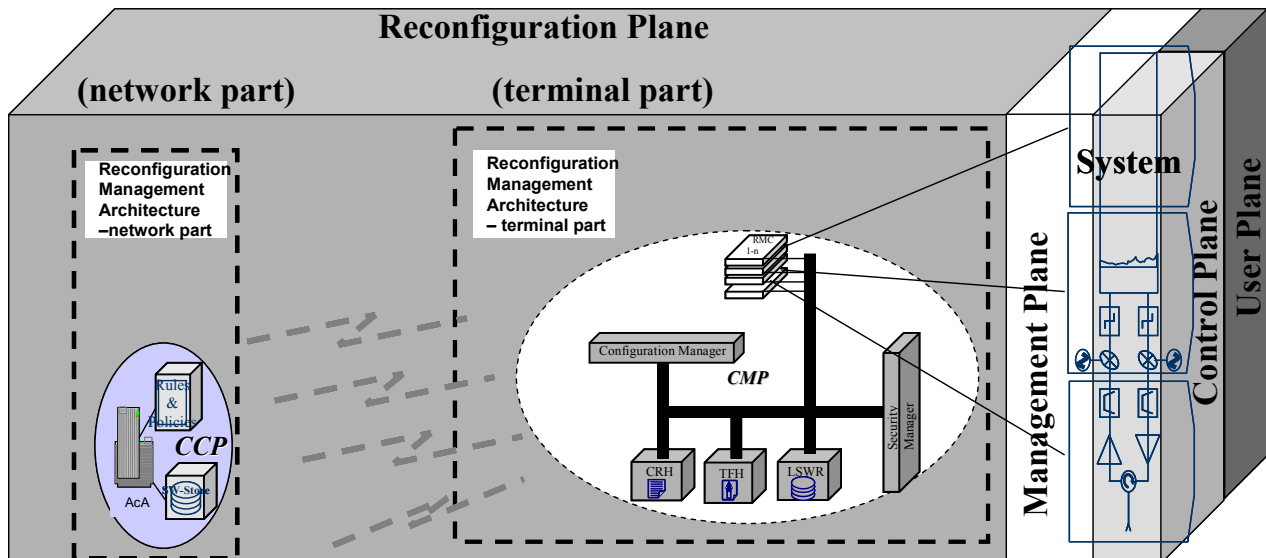 Reconfiguration Plane
(network part)
(terminal part)
Reconfiguration
Management
Architecture
–network part
Reconfiguration
Management
Architecture
– terminal part
RMC
1-n
Configuration Manager
CMP
Security
Manager
CRH
TFH
LSWR
Rules
&
Policies
CCP
SW-Store
AcA
System
Management Plane
Control Plane
User Plane